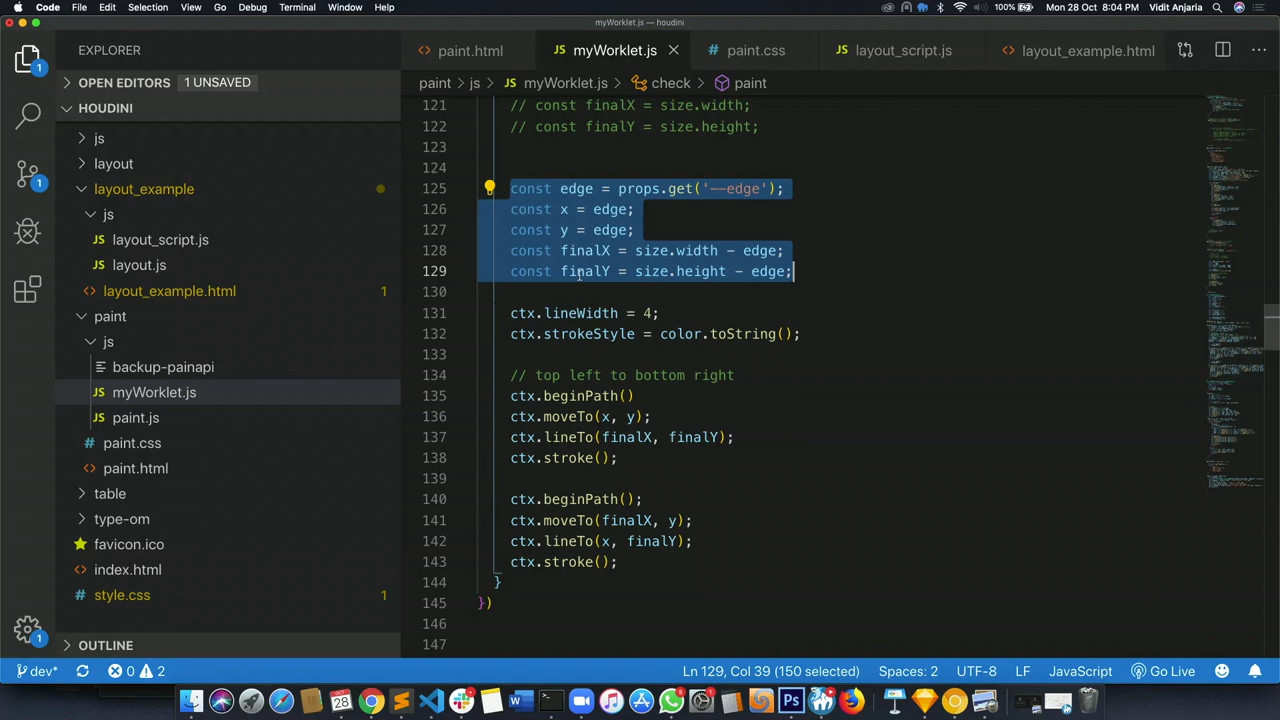 Code File Edit Selection View Go Debug Terminal Window Help 100% Mon 28 Oct 8:04 PM Vidit Anjaria
myWorklet.js — houdini
EXPLORER
paint.html JS myWorklet.js # paint.css JS layout_script.js layout_example.html
OPEN EDITORS 1 UNSAVED
paint > js > JS myWorklet.js > check > paint
HOUDINI
js
layout
layout_example
js
JS layout_script.js
JS layout.js
layout_example.html 1
paint
js
backup-painapi
JS myWorklet.js
JS paint.js
# paint.css
paint.html
table
type-om
favicon.ico
index.html
# style.css 1
OUTLINE
121 // const finalX = size.width;
122 // const finalY = size.height;
123
124
125 const edge = props.get('--edge');
126 const x = edge;
127 const y = edge;
128 const finalX = size.width - edge;
129 const finalY = size.height - edge;
130
131 ctx.lineWidth = 4;
132 ctx.strokeStyle = color.toString();
133
134 // top left to bottom right
135 ctx.beginPath()
136 ctx.moveTo(x, y);
137 ctx.lineTo(finalX, finalY);
138 ctx.stroke();
139
140 ctx.beginPath();
141 ctx.moveTo(finalX, y);
142 ctx.lineTo(x, finalY);
143 ctx.stroke();
144 }
145 })
146
147
dev* 0 2 Ln 129, Col 39 (150 selected) Spaces: 2 UTF-8 LF JavaScript Go Live